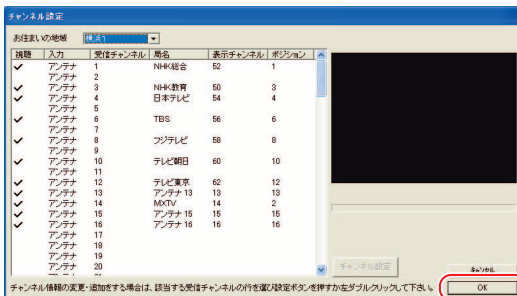 チャンネル設定
お住まいの地域 横浜1
視聴 入力 受信チャンネル 局名 表示チャンネル ポジション
アンテナ 1 NHK総合 52 1
アンテナ 2
アンテナ 3 NHK教育 50 3
アンテナ 4 日本テレビ 54 4
アンテナ 5
アンテナ 6 TBS 56 6
アンテナ 7
アンテナ 8 フジテレビ 58 8
アンテナ 9
アンテナ 10 テレビ朝日 60 10
アンテナ 11
アンテナ 12 テレビ東京 62 12
アンテナ 13 アンテナ 13 13 13
アンテナ 14 MXTV 14 2
アンテナ 15 アンテナ 15 15 15
アンテナ 16 アンテナ 16 16 16
アンテナ 17
アンテナ 18
アンテナ 19
アンテナ 20
チャンネル設定
キャンセル
チャンネル情報の変更・追加をする場合は、該当する受信チャンネルの行を選び設定ボタンを押すか左ダブルクリックして下さい。
OK